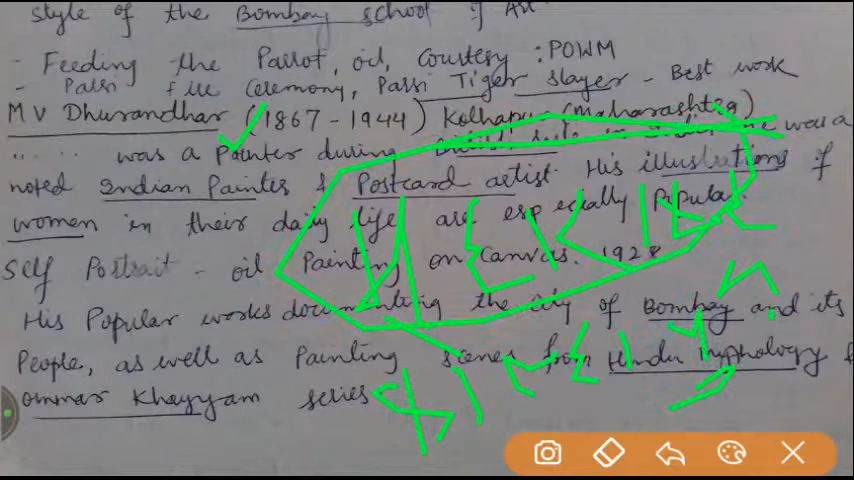 style of the Bombay school of Art
- Feeding the Parrot, oil, Courtesy : POWM
- Parsi fire Ceremony, Parsi Tiger slayer - Best work
M V Dhurandhar (1867-1944) Kolhapur (Maharashtra)
" ..... was a Painter during British rule in was a
noted Indian Painter & Postcard artist. His illustrations of
women in their daily life are especially Popular.
Self Portrait - oil Painting on Canvas. 1928
His Popular works documenting the city of Bombay and its
People, as well as Painting scenes from Hindu Mythology &
ommar Khayyam series